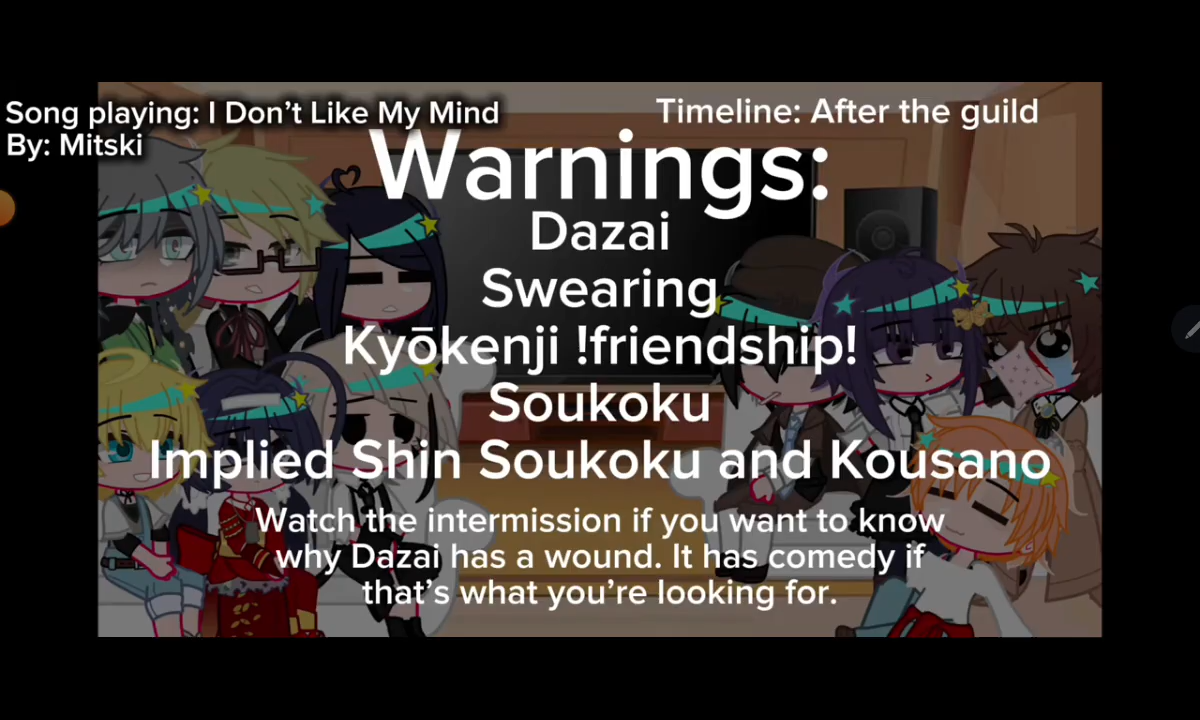 Song playing: I Don't Like My Mind
By: Mitski
Timeline: After the guild
Warnings:
Dazai
Swearing
Kyōkenji !friendship!
Soukoku
Implied Shin Soukoku and Kousano
Watch the intermission if you want to know
why Dazai has a wound. It has comedy if
that's what you're looking for.